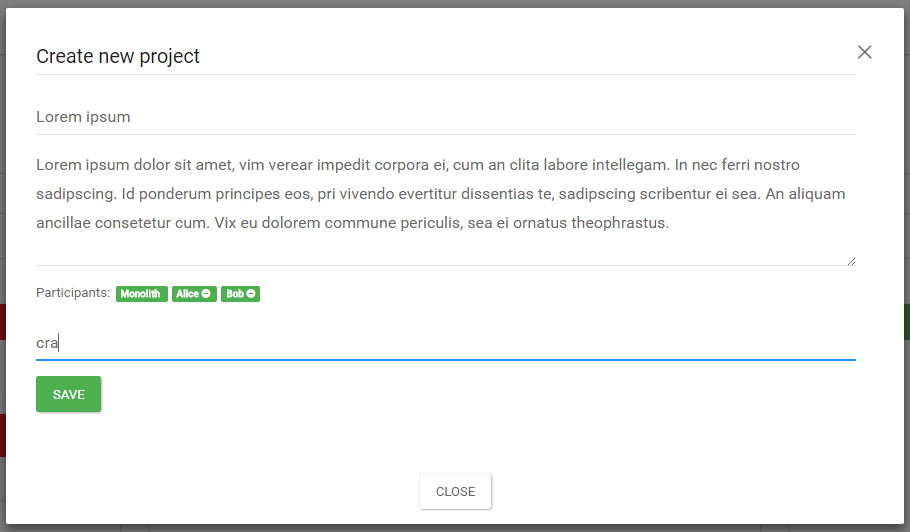 Create new project
Lorem ipsum
Lorem ipsum dolor sit amet, vim verear impedit corpora ei, cum an clita labore intellegam. In nec ferri nostro
sadipscing. Id ponderum principes eos, pri vivendo evertitur dissentias te, sadipscing scribentur ei sea. An aliquam
ancillae consetetur cum. Vix eu dolorem commune periculis, sea ei ornatus theophrastus.
Participants: Monolith Alice Bob
cra
SAVE
CLOSE